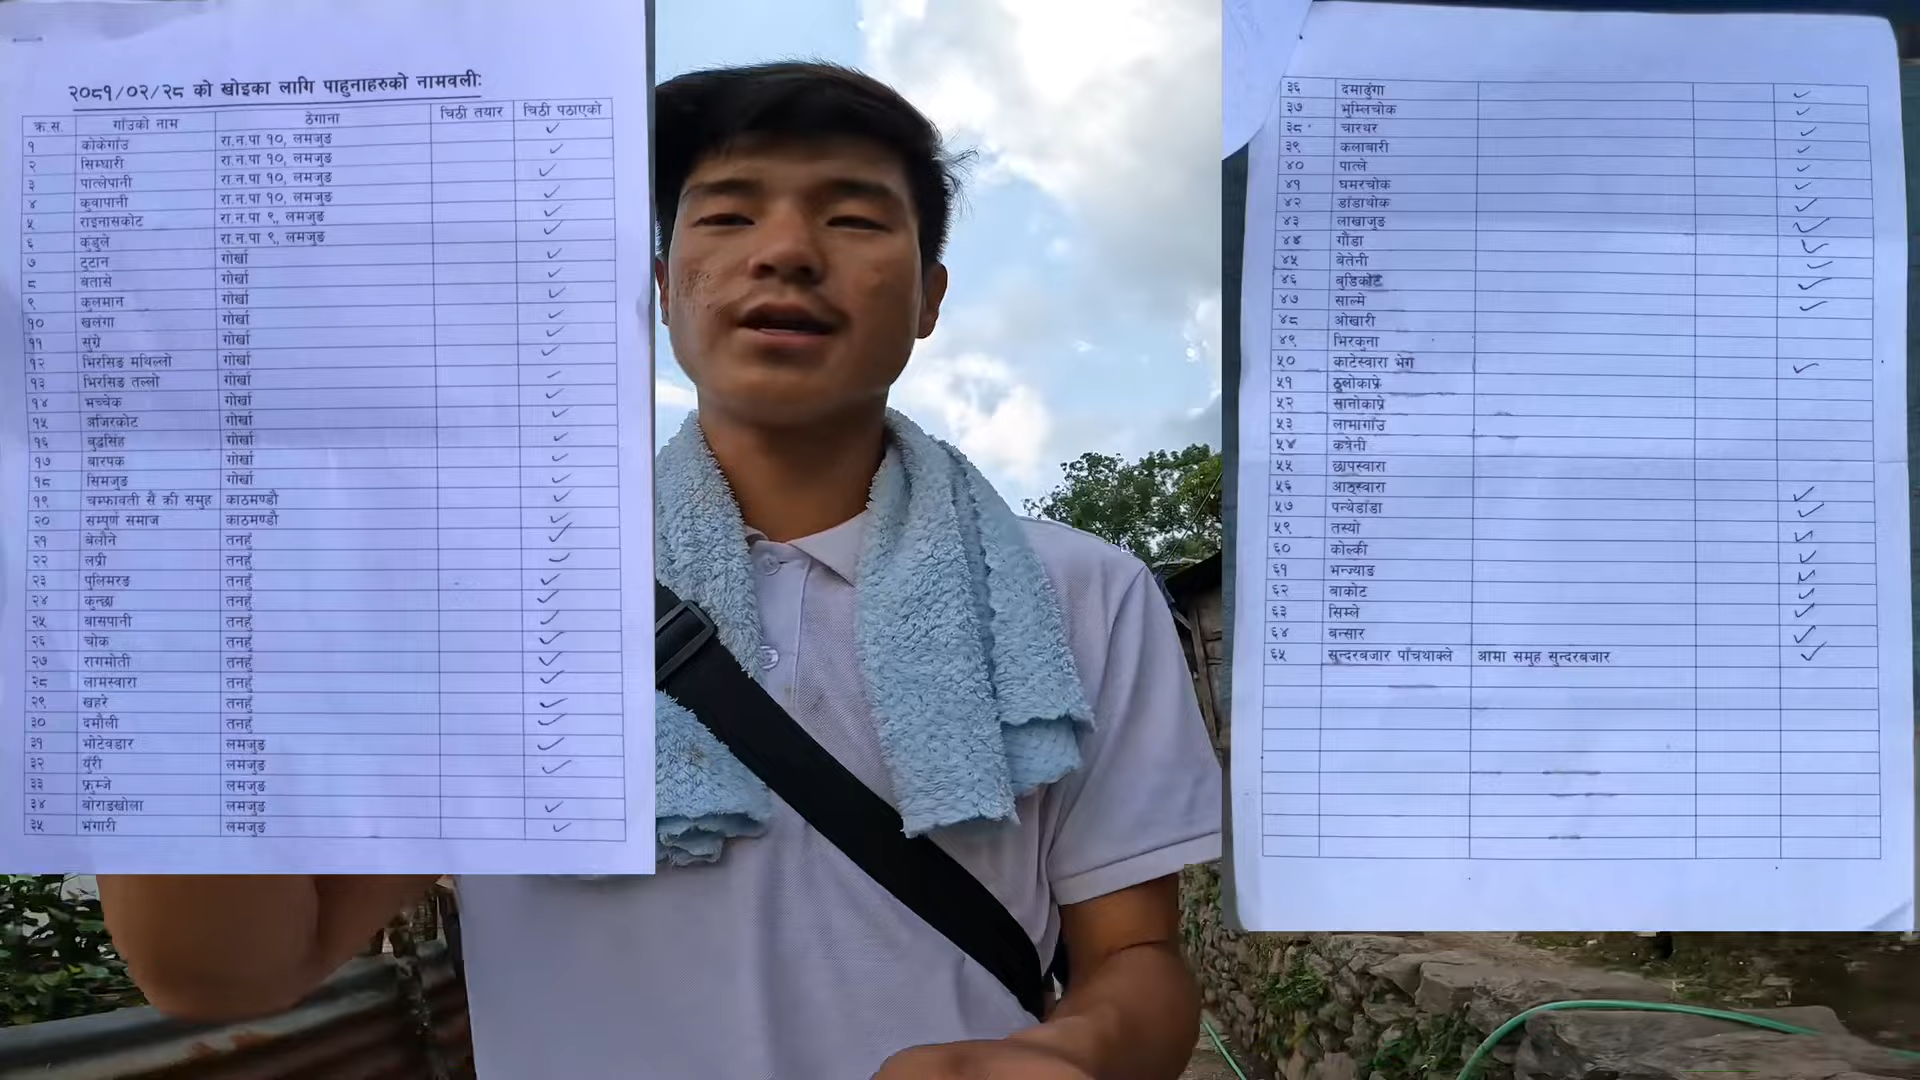 २०८१/०२/२८ को खोइका लागि पाहुनाहरुको नामवली:
क्र.स. गाँउको नाम ठेगाना चिठी तयार चिठी पठाएको
१ कोकेगाँउ रा.न.पा १०, लमजुङ
२ सिम्घारी रा.न.पा १०, लमजुङ
३ पात्लेपानी रा.न.पा १०, लमजुङ
४ कुवापानी रा.न.पा १०, लमजुङ
५ राइनासकोट रा.न.पा ९, लमजुङ
६ कुंडुले रा.न.पा ९, लमजुङ
७ टुटान गोर्खा
८ बतासे गोर्खा
९ कुलमान गोर्खा
१० खलंगा गोर्खा
११ सुग्रे गोर्खा
१२ भिरसिङ मथिल्लो गोर्खा
१३ भिरसिङ तल्लो गोर्खा
१४ भच्चेक गोर्खा
१५ अजिरकोट गोर्खा
१६ बुद्धसिंह गोर्खा
१७ बारपक गोर्खा
१८ सिमजुङ गोर्खा
१९ चम्फावती सै की समुह काठमण्डौ
२० सम्पुर्ण समाज काठमण्डौ
२१ बेलौने तनहुँ
२२ लप्री तनहुँ
२३ पुलिमरङ तनहुँ
२४ कुन्छा तनहुँ
२५ बासपानी तनहुँ
२६ चोक तनहुँ
२७ रागमोती तनहुँ
२८ लामस्वारा तनहुँ
२९ खहरे तनहुँ
३० दमौली तनहुँ
३१ भोटेवडार लमजुङ
३२ युंरी लमजुङ
३३ फ्रुम्जे लमजुङ
३४ बोराङखोला लमजुङ
३५ भंगारी लमजुङ
३६ दमाढुंगा
३७ भुम्लिचोक
३८ चारथर
३९ कलाबारी
४० पात्ले
४१ घमरचोक
४२ डाँडाथोक
४३ लाखाजुङ
४४ गौंडा
४५ बेतेनी
४६ बुडिकोट
४७ साल्मे
४८ ओखारी
४९ भिरकुना
५० काटेस्वारा भेग
५१ ठुलोकाप्रे
५२ सानोकाप्रे
५३ लामागाँउ
५४ कत्रेनी
५५ छापस्वारा
५६ आठ्स्वारा
५७ पन्थेडाँडा
५९ तस्यो
६० कोल्की
६१ भन्ज्याङ
६२ बाकोट
६३ सिम्ले
६४ बन्सार
६५ सुन्दरबजार पाँचथाक्ले आमा समुह सुन्दरबजार